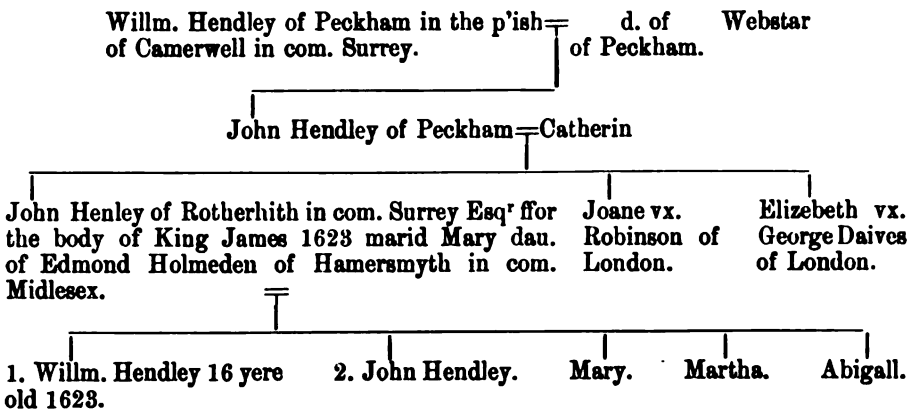 Willm. Hendley of Peckham in the p'ish = d. of Webstar
of Camerwell in com. Surrey. of Peckham.
John Hendley of Peckham=Catherin
John Henley of Rotherhith in com. Surrey Esqʳ ffor
the body of King James 1623 marid Mary dau.
of Edmond Holmeden of Hamersmyth in com.
Midlesex.
Joane vx.
Robinson of
London.
Elizebeth vx.
George Daives
of London.
1. Willm. Hendley 16 yere
old 1623.
2. John Hendley.
Mary.
Martha.
Abigall.